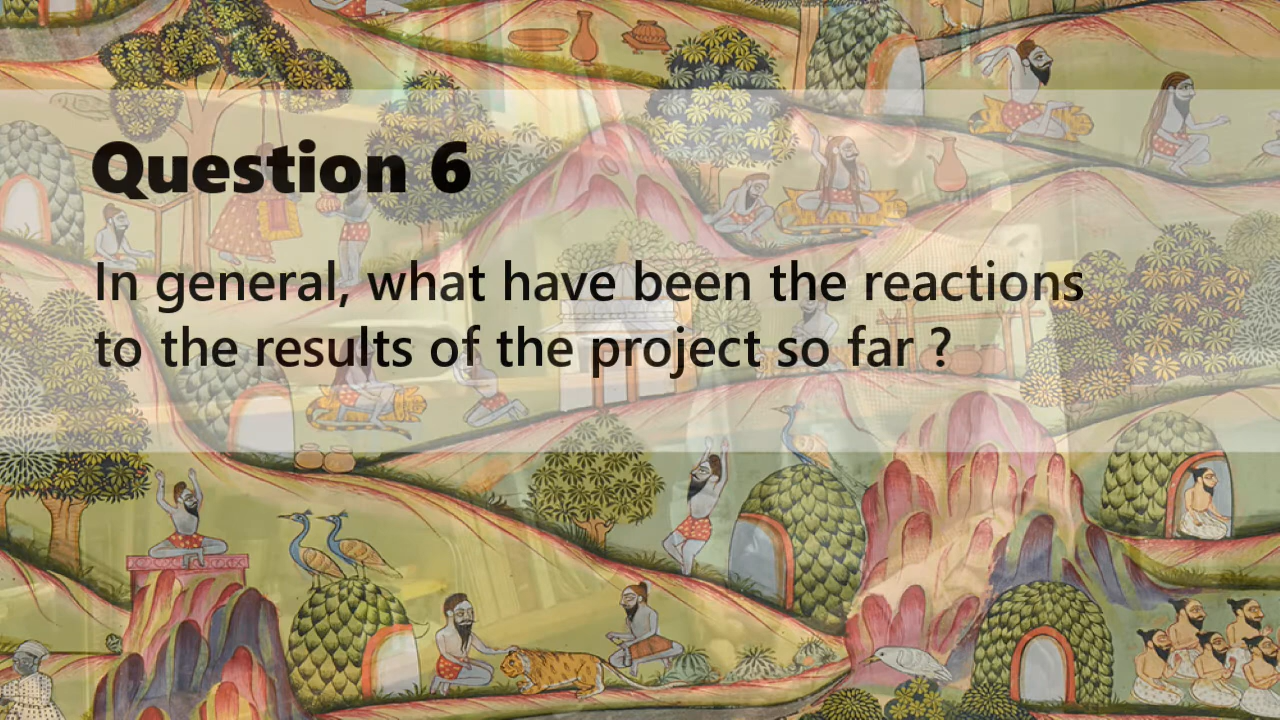 Question 6
In general, what have been the reactions
to the results of the project so far ?